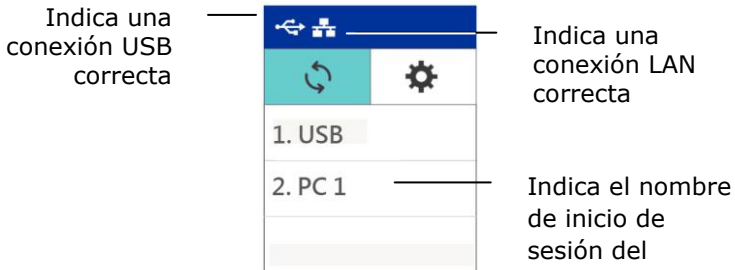 Indica una
conexión USB
correcta
Indica una
conexión LAN
correcta
1. USB
2. PC 1
Indica el nombre
de inicio de
sesión del